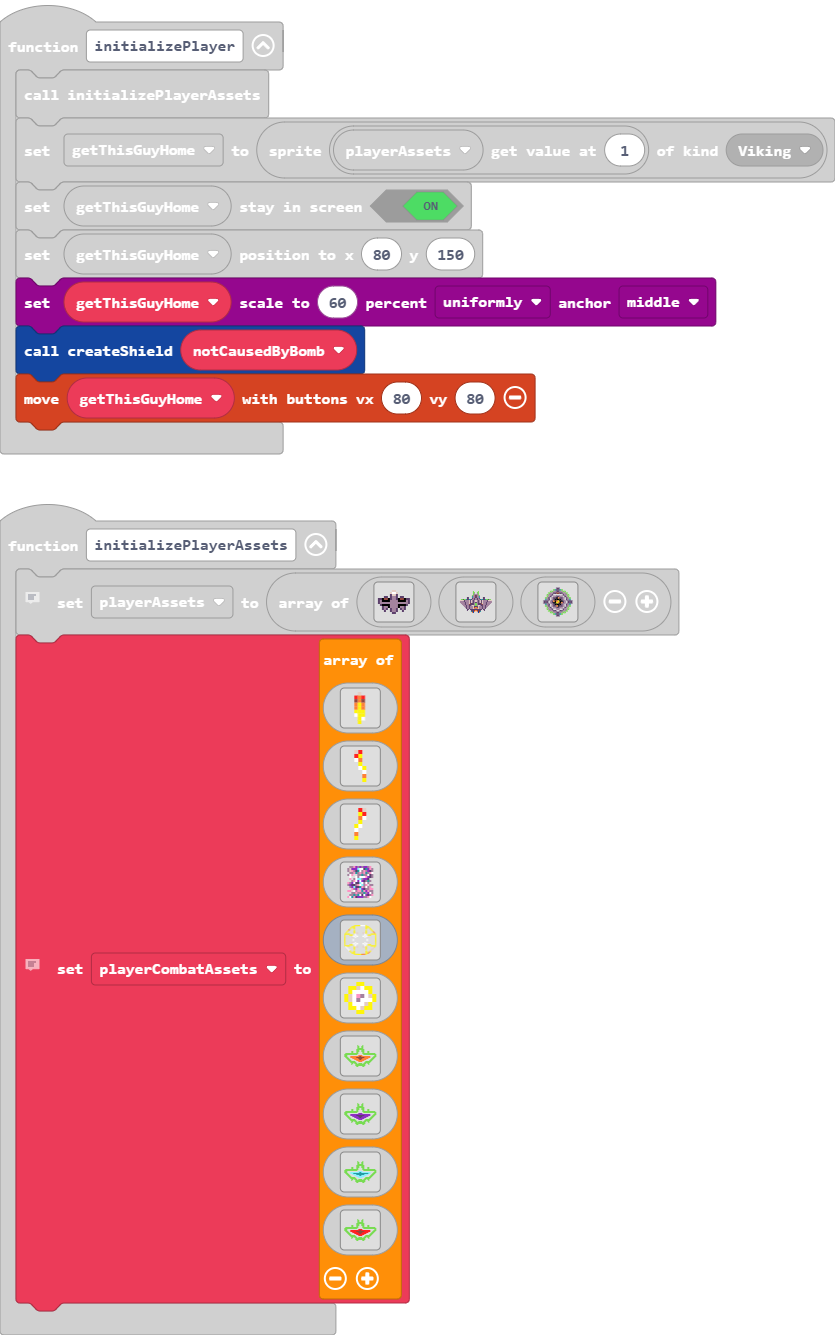 function initializePlayer
call initializePlayerAssets
set getThisGuyHome to sprite playerAssets get value at 1 of kind Viking
set getThisGuyHome stay in screen ON
set getThisGuyHome position to x 80 y 150
set getThisGuyHome scale to 60 percent uniformly anchor middle
call createShield notCausedByBomb
move getThisGuyHome with buttons vx 80 vy 80
function initializePlayerAssets
set playerAssets to array of
array of
set playerCombatAssets to